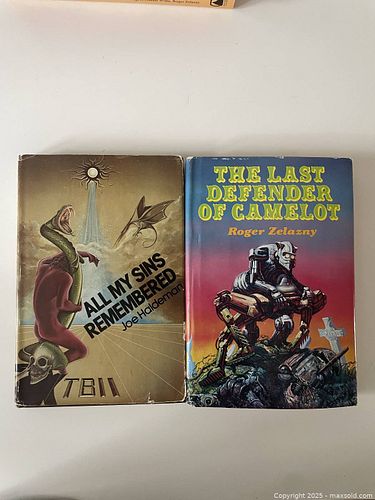 ALL MY SINS
REMEMBERED
Joe Haldeman
TBII
THE LAST
DEFENDER
OF CAMELOT
Roger Zelazny
Copyright © 2025 - maxsold.com